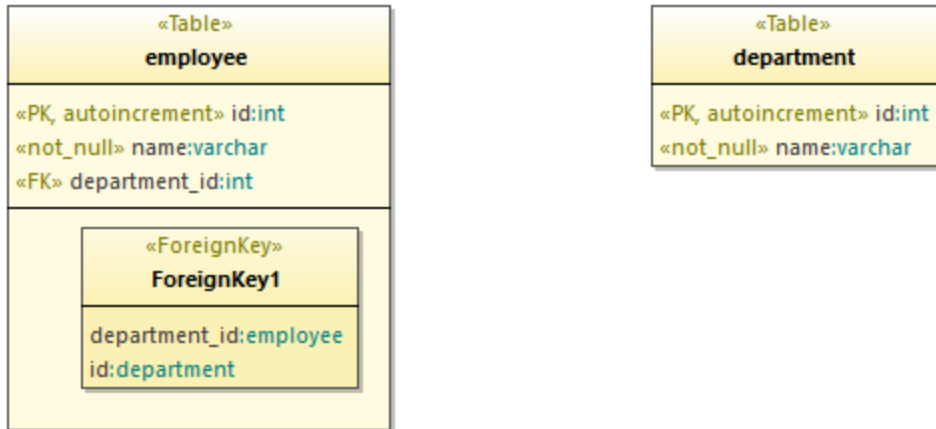 «Table»
employee
«PK, autoincrement» id:int
«not_null» name:varchar
«FK» department_id:int
«ForeignKey»
ForeignKey1
department_id:employee
id:department
«Table»
department
«PK, autoincrement» id:int
«not_null» name:varchar